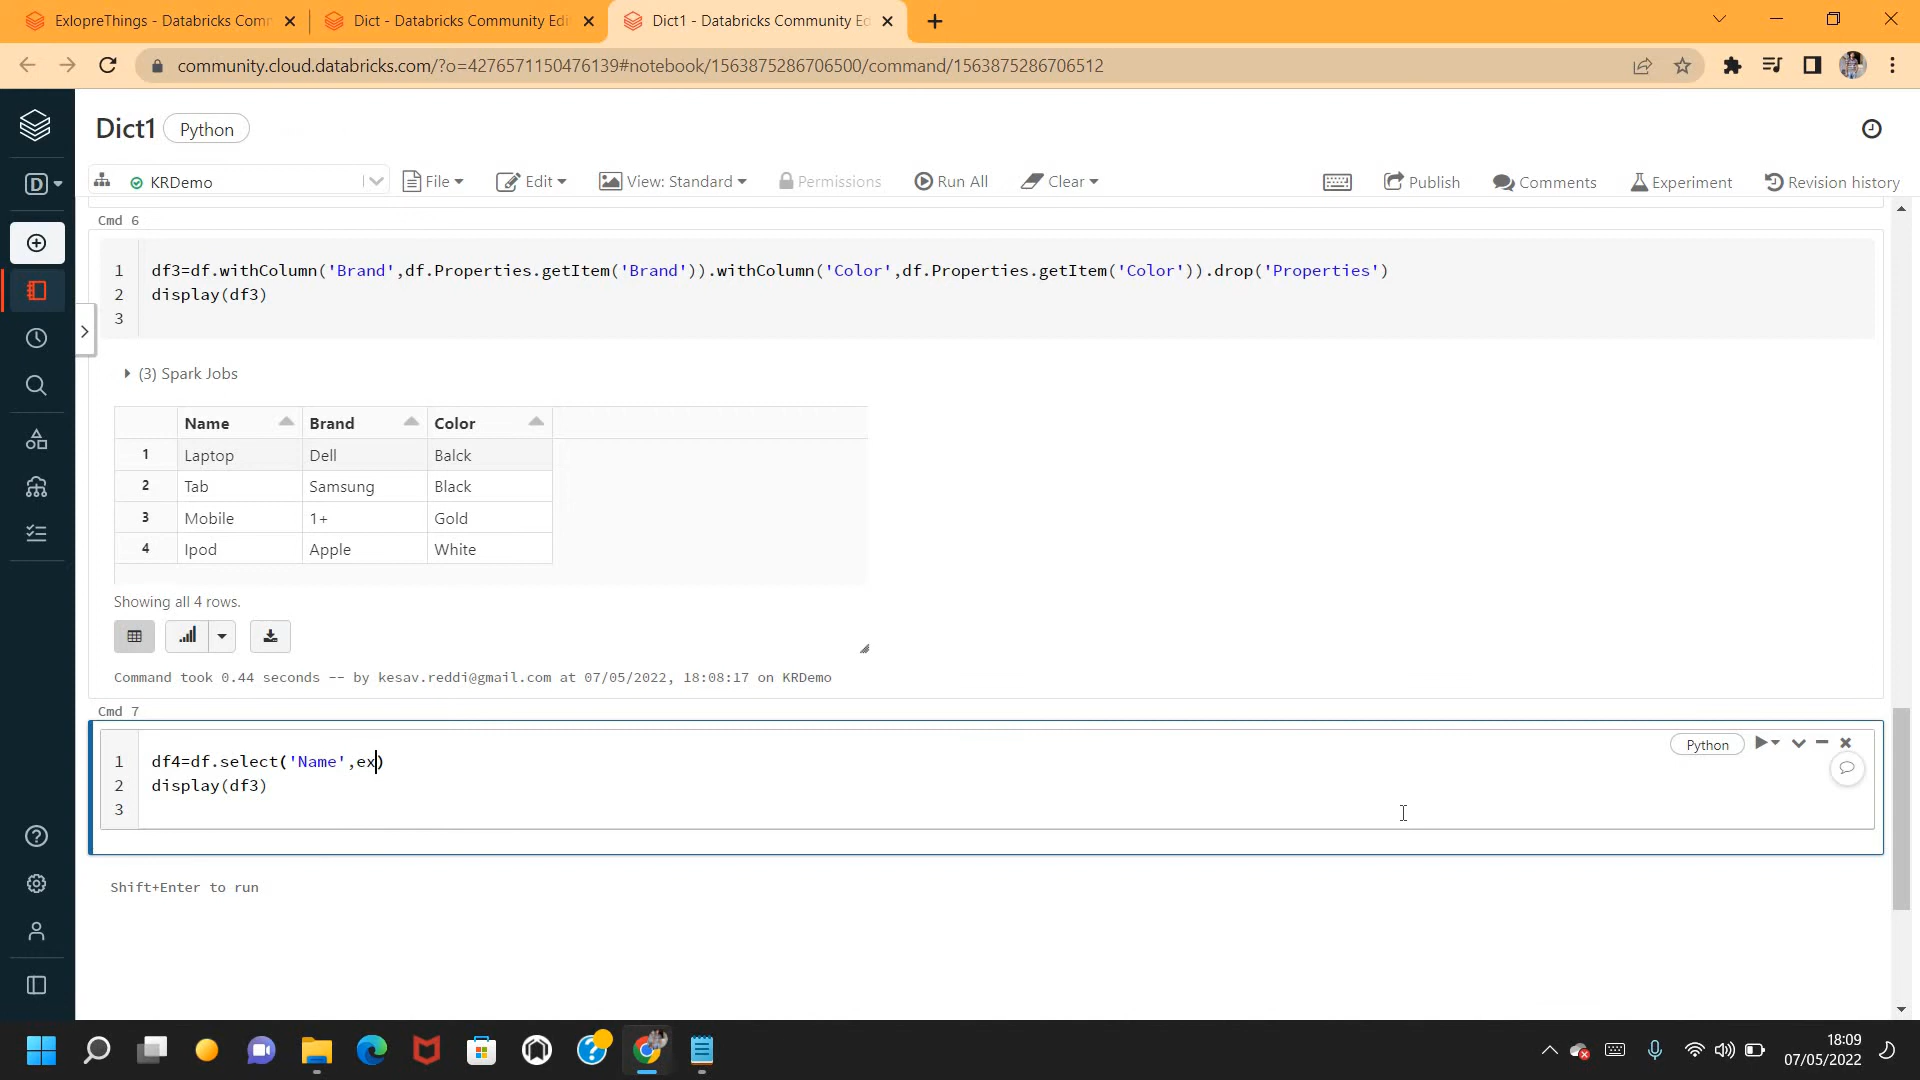 ExlopreThings - Databricks Comm
Dict - Databricks Community Edi
Dict1 - Databricks Community Ed
community.cloud.databricks.com/?o=4276571150476139#notebook/1563875286706500/command/1563875286706512
Dict1 Python
D
KRDemo
File
Edit
View: Standard
Permissions
Run All
Clear
Publish
Comments
Experiment
Revision history
Cmd 6
1 df3=df.withColumn('Brand',df.Properties.getItem('Brand')).withColumn('Color',df.Properties.getItem('Color')).drop('Properties')
2 display(df3)
3
(3) Spark Jobs
Name Brand Color
1 Laptop Dell Balck
2 Tab Samsung Black
3 Mobile 1+ Gold
4 Ipod Apple White
Showing all 4 rows.
Command took 0.44 seconds -- by kesav.reddi@gmail.com at 07/05/2022, 18:08:17 on KRDemo
Cmd 7
Python
1 df4=df.select('Name',ex)
2 display(df3)
3
Shift+Enter to run
18:09
07/05/2022